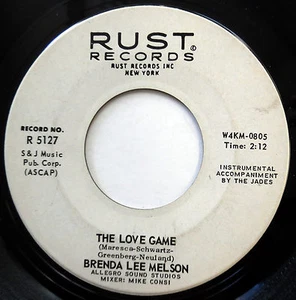 RUST®
RECORDS
RUST RECORDS INC
NEW YORK
RECORD NO.
R 5127
S & J Music
Pub. Corp.
(ASCAP)
W4KM-0805
Time: 2:12
INSTRUMENTAL
ACCOMPANIMENT
BY THE JADES
THE LOVE GAME
(Maresca-Schwartz-
Greenberg-Neuland)
BRENDA LEE MELSON
ALLEGRO SOUND STUDIOS
MIXER: MIKE CONSI